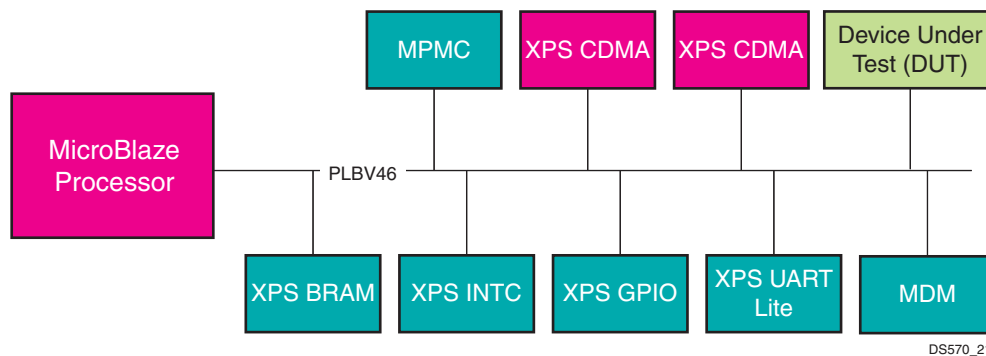 MPMC
XPS CDMA
XPS CDMA
Device Under
Test (DUT)
MicroBlaze
Processor
PLBV46
XPS BRAM
XPS INTC
XPS GPIO
XPS UART
Lite
MDM